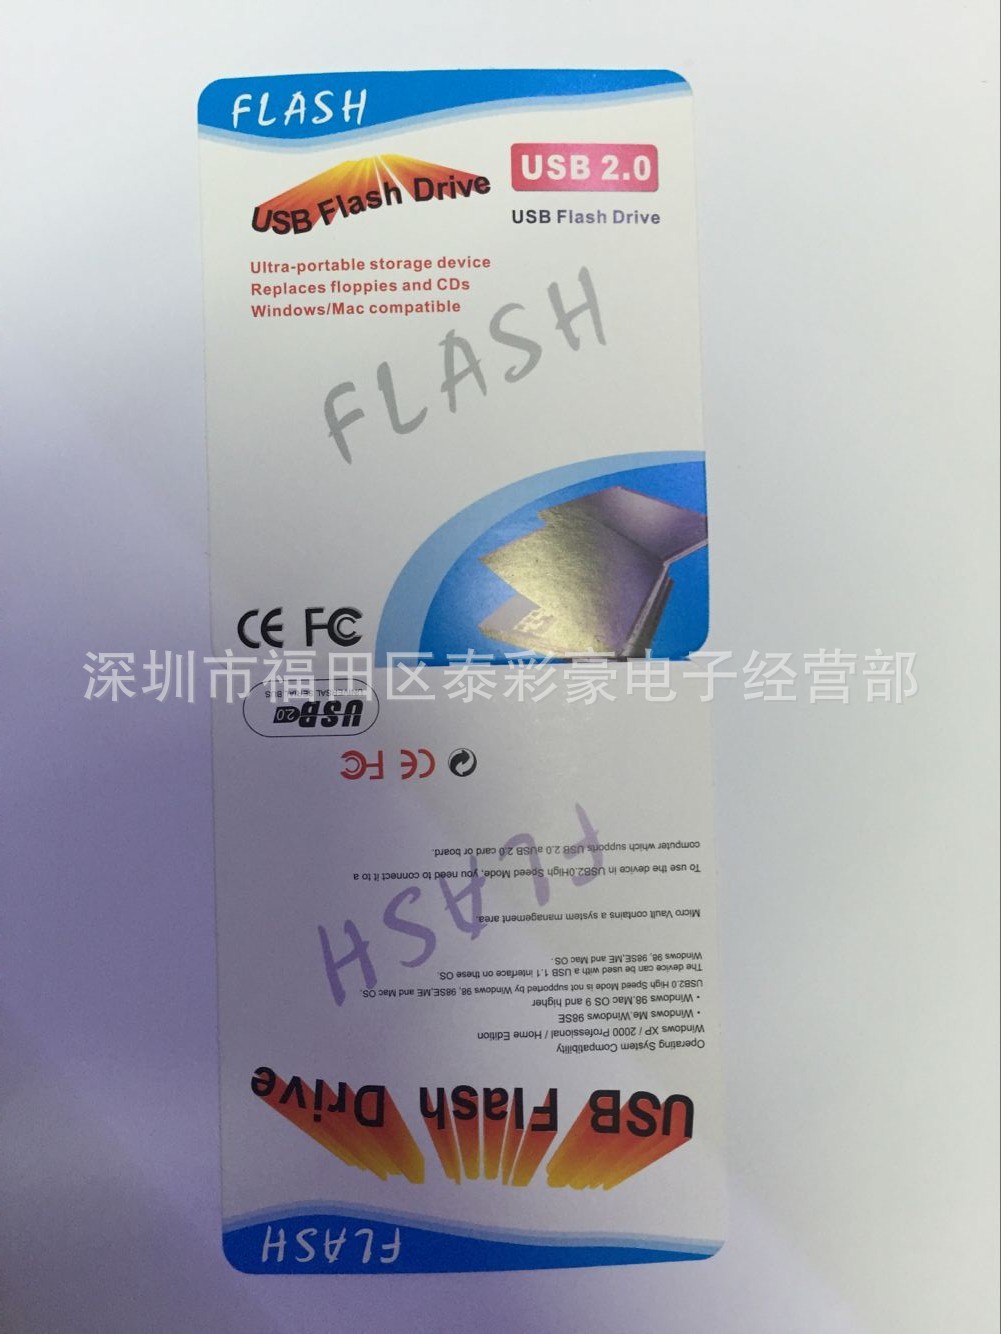 FLASH
USB Flash Drive
USB 2.0
USB Flash Drive
Ultra-portable storage device
Replaces floppies and CDs
Windows/Mac compatible
FLASH
CE FC
深圳市福田区泰彩豪电子经营部
FLASH
USB Flash Drive
Operating System Compatibility
Windows XP / 2000 Professional / Home Edition
• Windows Me.Windows 98SE
• Windows 98.Mac OS 9 and higher
USB2.0 High Speed Mode is not supported by Windows 98, 98SE,ME and Mac OS.
The device can be used with a USB 1.1 interface on these OS
Windows 98, 98SE,ME and Mac OS.
Micro Vault contains a system management area.
To use the device in USB2.0High Speed Mode, you need to connect it to a
computer which supports USB 2.0 aUSB 2.0 card or board.
FLASH
CE FC
USB 2.0
UNIVERSAL SERIAL BUS